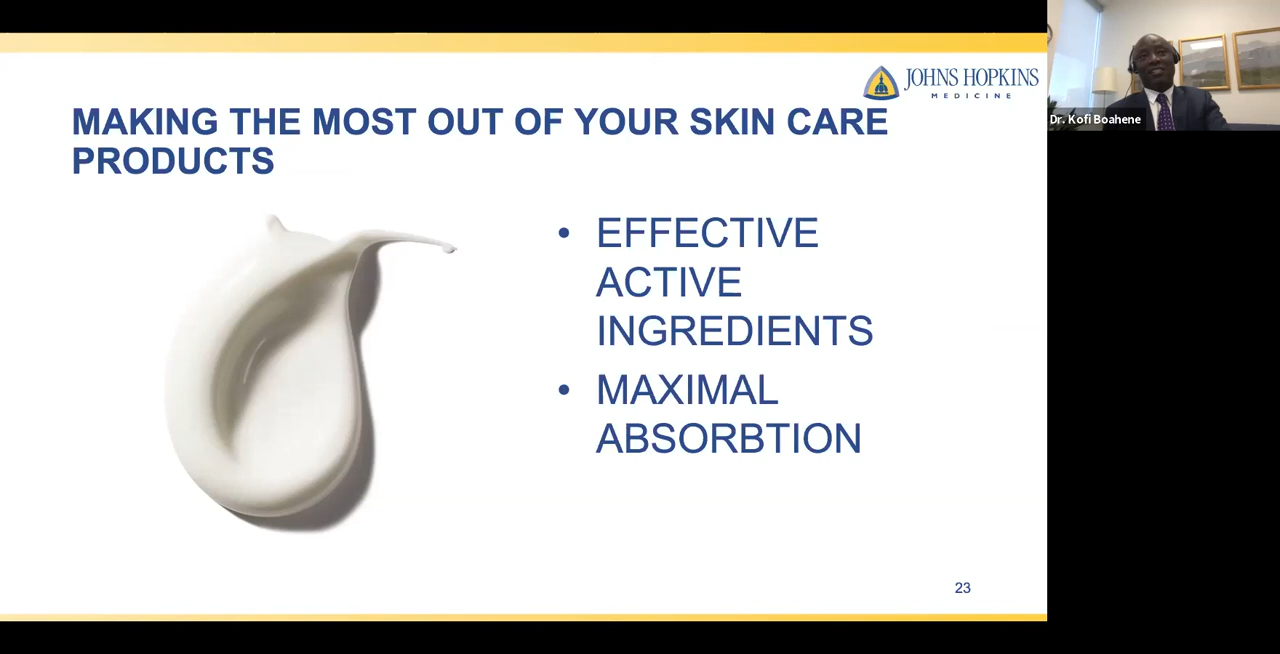 JOHNS HOPKINS
MEDICINE
Dr. Kofi Boahene
MAKING THE MOST OUT OF YOUR SKIN CARE
PRODUCTS
• EFFECTIVE
ACTIVE
INGREDIENTS
• MAXIMAL
ABSORBTION
23